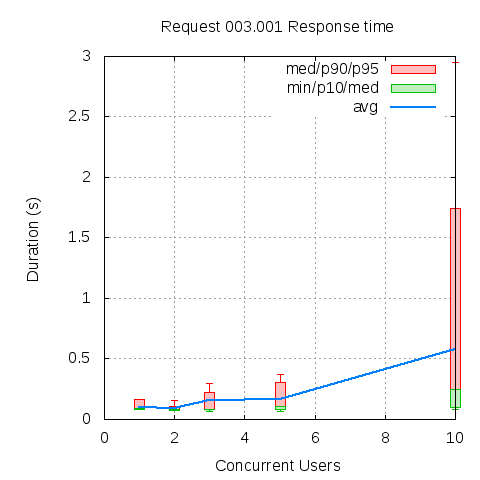 Request 003.001 Response time
med/p90/p95
min/p10/med
avg
3
2.5
2
1.5
1
0.5
0
0 2 4 6 8 10
Duration (s)
Concurrent Users